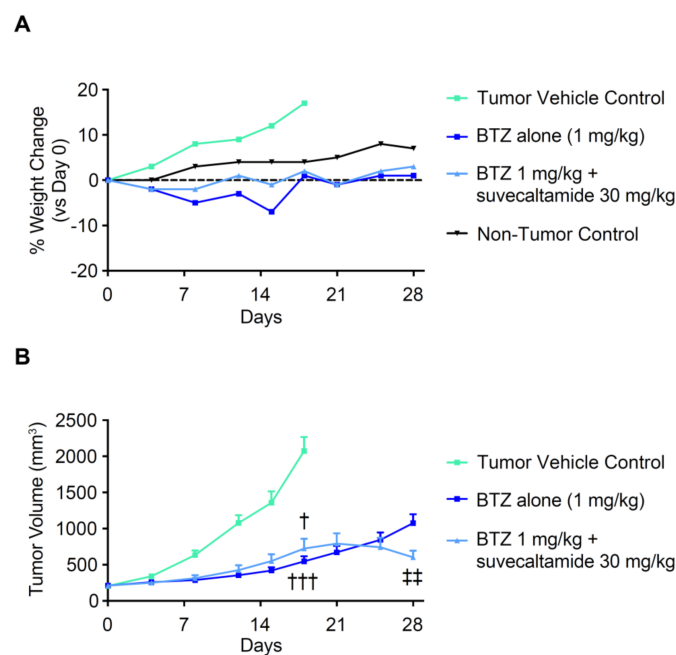 A
% Weight Change
(vs Day 0)
20
10
0
-10
-20
0 7 14 21 28
Days
Tumor Vehicle Control
BTZ alone (1 mg/kg)
BTZ 1 mg/kg +
suvecaltamide 30 mg/kg
Non-Tumor Control
B
Tumor Volume (mm³)
2500
2000
1500
1000
500
0
†
†††
‡‡
0 7 14 21 28
Days
Tumor Vehicle Control
BTZ alone (1 mg/kg)
BTZ 1 mg/kg +
suvecaltamide 30 mg/kg